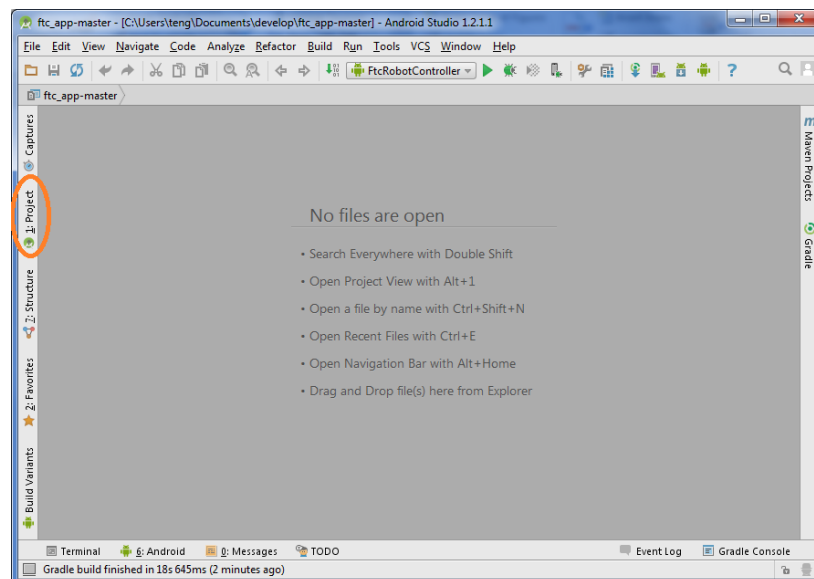 ftc_app-master - [C:\Users\teng\Documents\develop\ftc_app-master] - Android Studio 1.2.1.1
File Edit View Navigate Code Analyze Refactor Build Run Tools VCS Window Help
FtcRobotController
ftc_app-master
Captures
1: Project
7: Structure
2: Favorites
Build Variants
No files are open
• Search Everywhere with Double Shift
• Open Project View with Alt+1
• Open a file by name with Ctrl+Shift+N
• Open Recent Files with Ctrl+E
• Open Navigation Bar with Alt+Home
• Drag and Drop file(s) here from Explorer
Maven Projects
Gradle
Terminal 6: Android 0: Messages TODO Event Log Gradle Console
Gradle build finished in 18s 645ms (2 minutes ago)